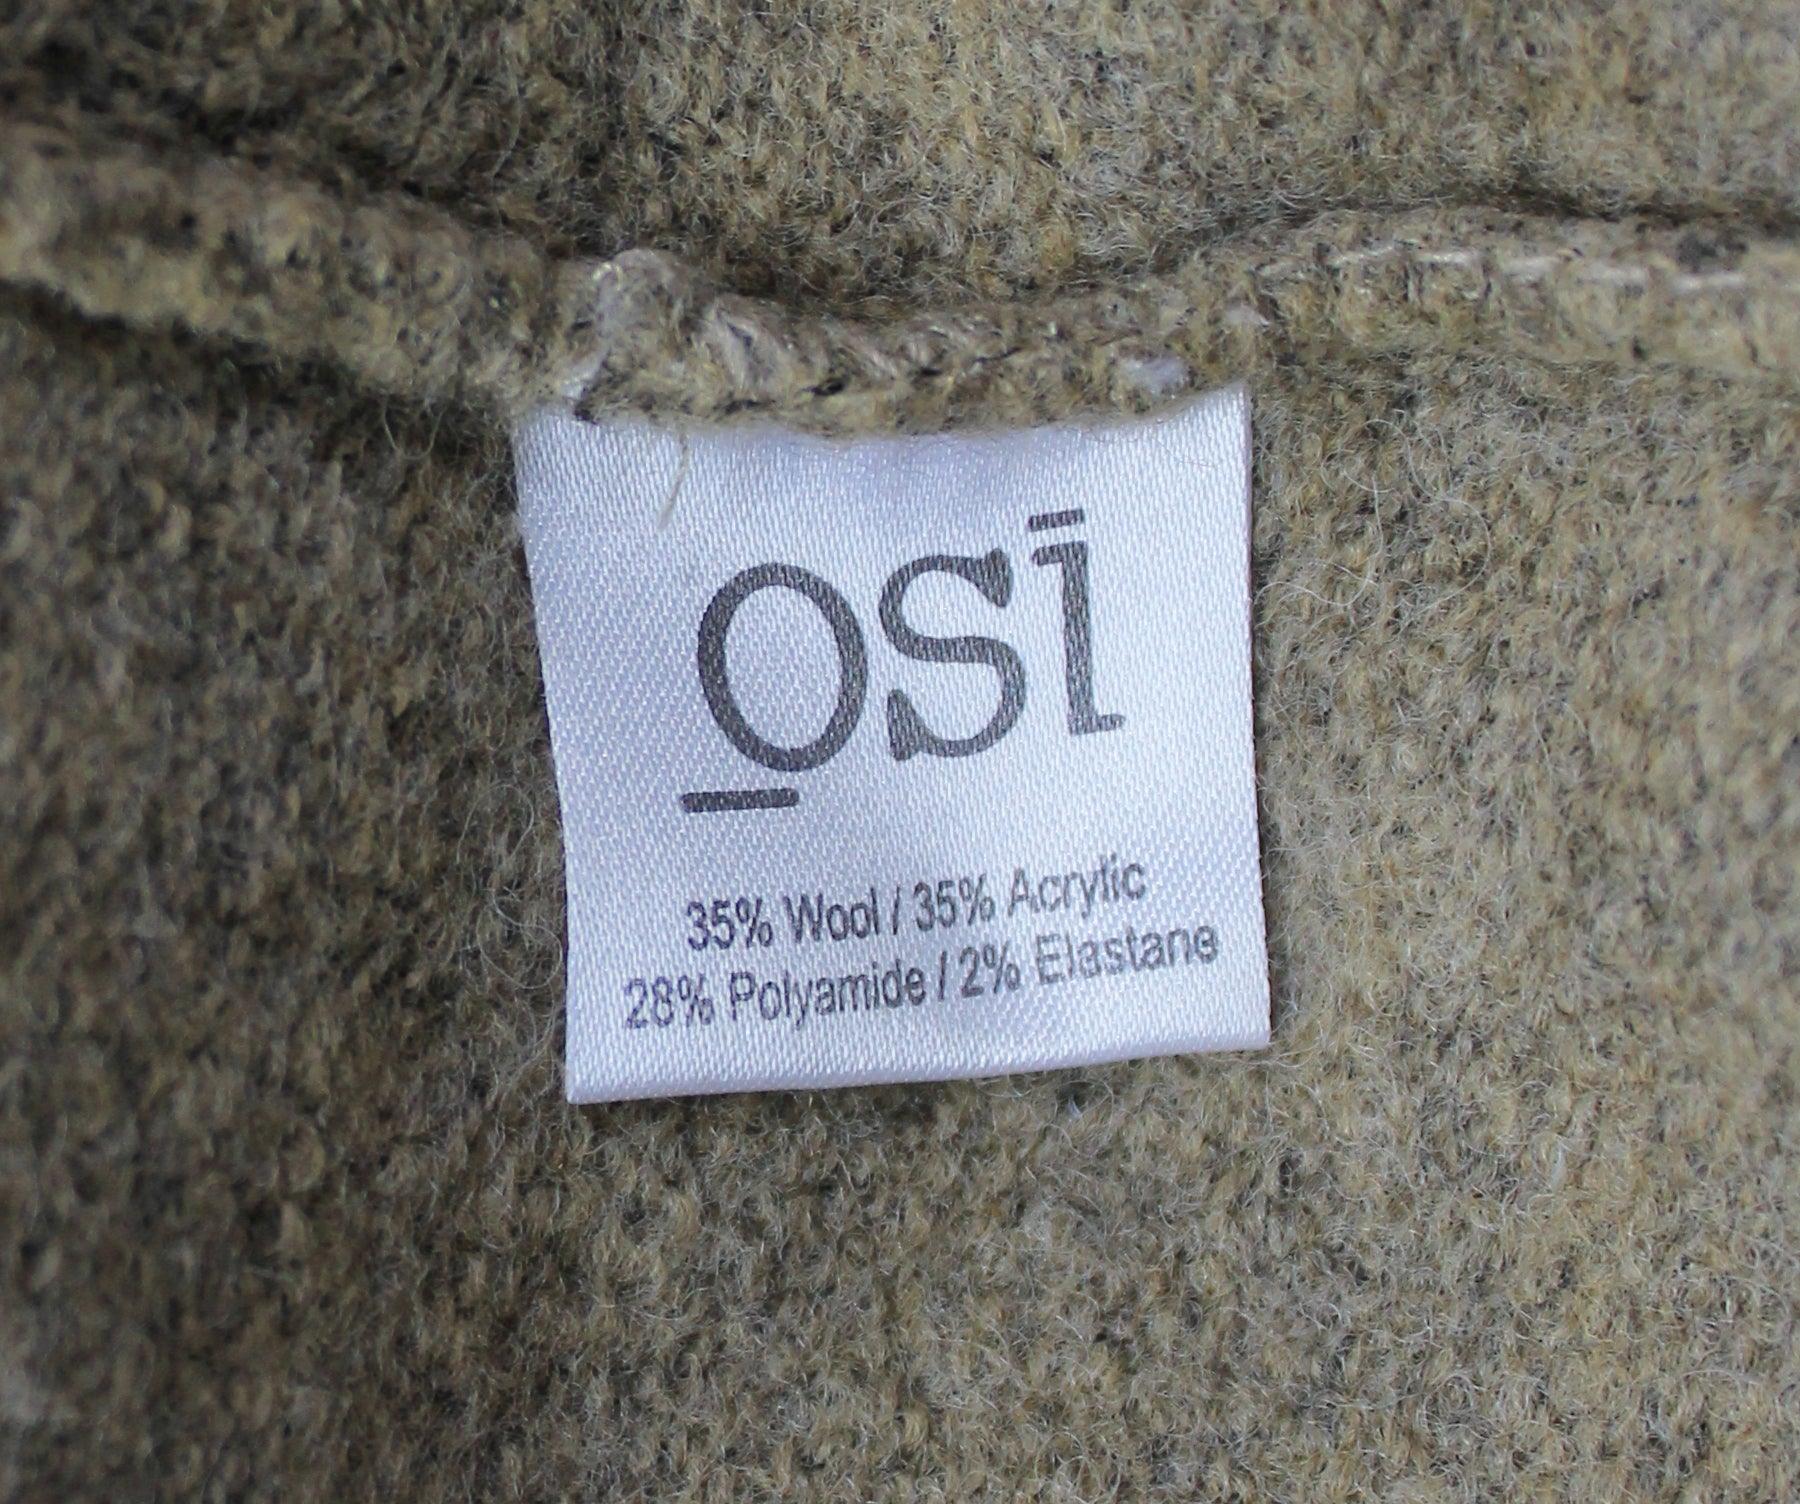 osi
35% Wool / 35% Acrylic
28% Polyamide / 2% Elastane